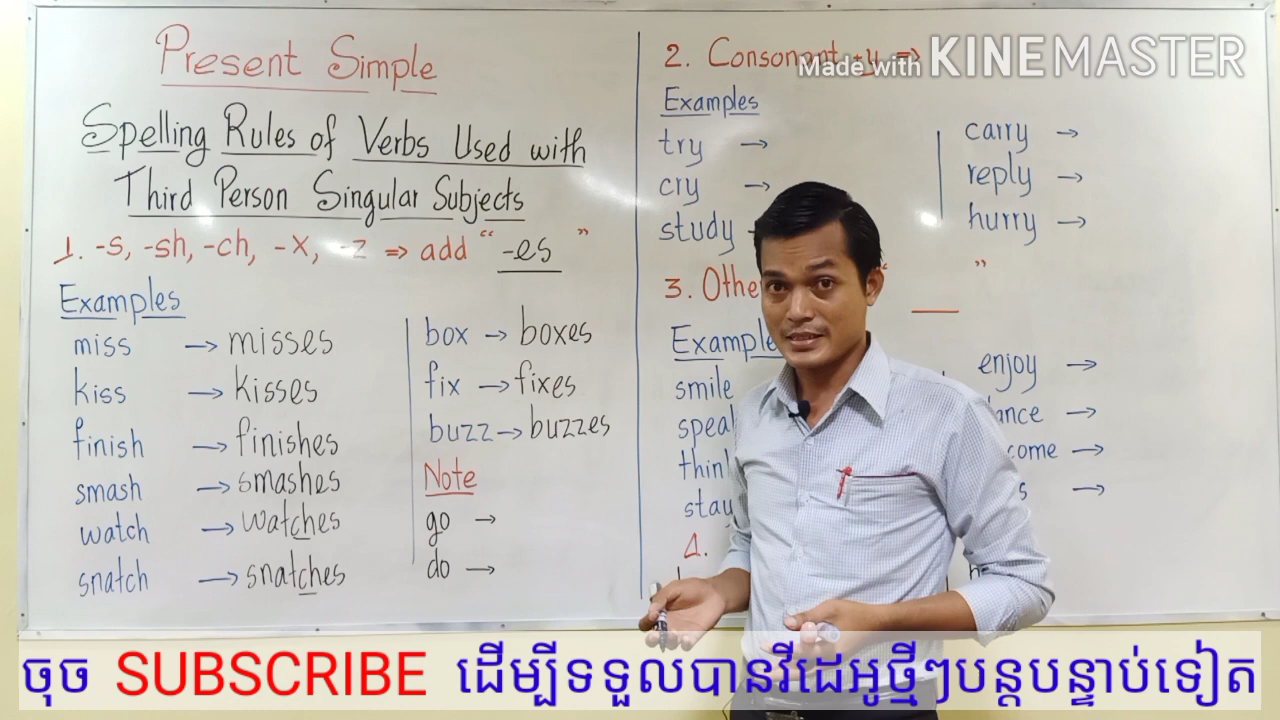 Present Simple
Spelling Rules of Verbs Used with
Third Person Singular Subjects
1. -s, -sh, -ch, -x, -z ⇒ add " -es "
Examples
miss → misses
kiss → kisses
finish → finishes
smash → smashes
watch → watches
snatch → snatches
box → boxes
fix → fixes
buzz → buzzes
Note
go →
do →
2. Consonant +y ⇒
Made with KINEMASTER
Examples
try →
cry →
study
carry →
reply →
hurry →
3.
"
smile
stay
enjoy →
→
come →
→
ចុច SUBSCRIBE ដើម្បីទទួលបានវីដេអូថ្មីៗបន្តបន្ទាប់ទៀត